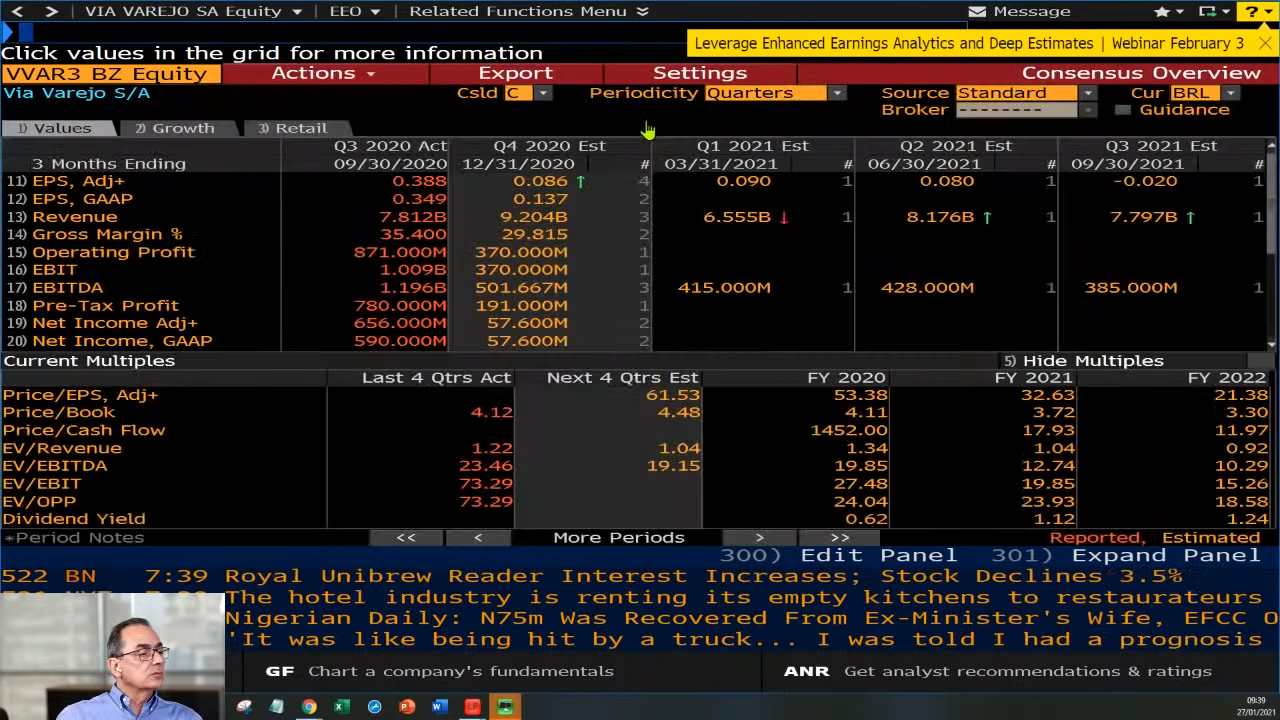 < > VIA VAREJO SA Equity EEO Related Functions Menu Message ?
Click values in the grid for more information
Leverage Enhanced Earnings Analytics and Deep Estimates | Webinar February 3
VVAR3 BZ Equity Actions Export Settings Consensus Overview
Via Varejo S/A Csld C Periodicity Quarters Source Standard Cur BRL
Broker --------- Guidance
1) Values 2) Growth 3) Retail
Q3 2020 Act Q4 2020 Est Q1 2021 Est Q2 2021 Est Q3 2021 Est
3 Months Ending 09/30/2020 12/31/2020 # 03/31/2021 # 06/30/2021 # 09/30/2021 #
11) EPS, Adj+ 0.388 0.086 ↑ 4 0.090 1 0.080 1 -0.020 1
12) EPS, GAAP 0.349 0.137 2
13) Revenue 7.812B 9.204B 3 6.555B ↓ 1 8.176B ↑ 1 7.797B ↑ 1
14) Gross Margin % 35.400 29.815 2
15) Operating Profit 871.000M 370.000M 1
16) EBIT 1.009B 370.000M 1
17) EBITDA 1.196B 501.667M 3 415.000M 1 428.000M 1 385.000M 1
18) Pre-Tax Profit 780.000M 191.000M 1
19) Net Income Adj+ 656.000M 57.600M 2
20) Net Income, GAAP 590.000M 57.600M 2
Current Multiples 5) Hide Multiples
Last 4 Qtrs Act Next 4 Qtrs Est FY 2020 FY 2021 FY 2022
Price/EPS, Adj+ 61.53 53.38 32.63 21.38
Price/Book 4.12 4.48 4.11 3.72 3.30
Price/Cash Flow 1452.00 17.93 11.97
EV/Revenue 1.22 1.04 1.34 1.04 0.92
EV/EBITDA 23.46 19.15 19.85 12.74 10.29
EV/EBIT 73.29 27.48 19.85 15.26
EV/OPP 73.29 24.04 23.93 18.58
Dividend Yield 0.62 1.12 1.24
*Period Notes << < More Periods > >> Reported, Estimated
300) Edit Panel 301) Expand Panel
522 BN 7:39 Royal Unibrew Reader Interest Increases; Stock Declines 3.5%
The hotel industry is renting its empty kitchens to restaurateurs
Nigerian Daily: N75m Was Recovered From Ex-Minister's Wife, EFCC O
'It was like being hit by a truck... I was told I had a prognosis
GF Chart a company's fundamentals ANR Get analyst recommendations & ratings
09:39
27/01/2021